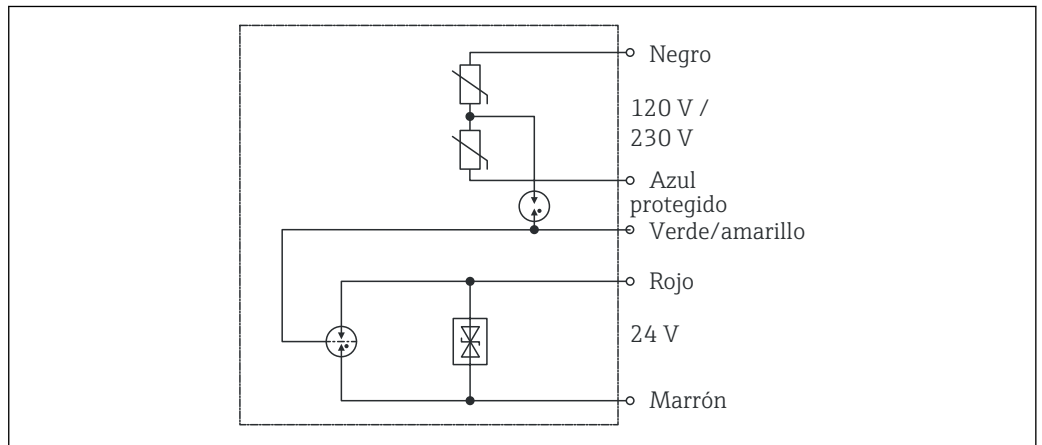 Negro
120 V /
230 V
Azul
protegido
Verde/amarillo
Rojo
24 V
Marrón